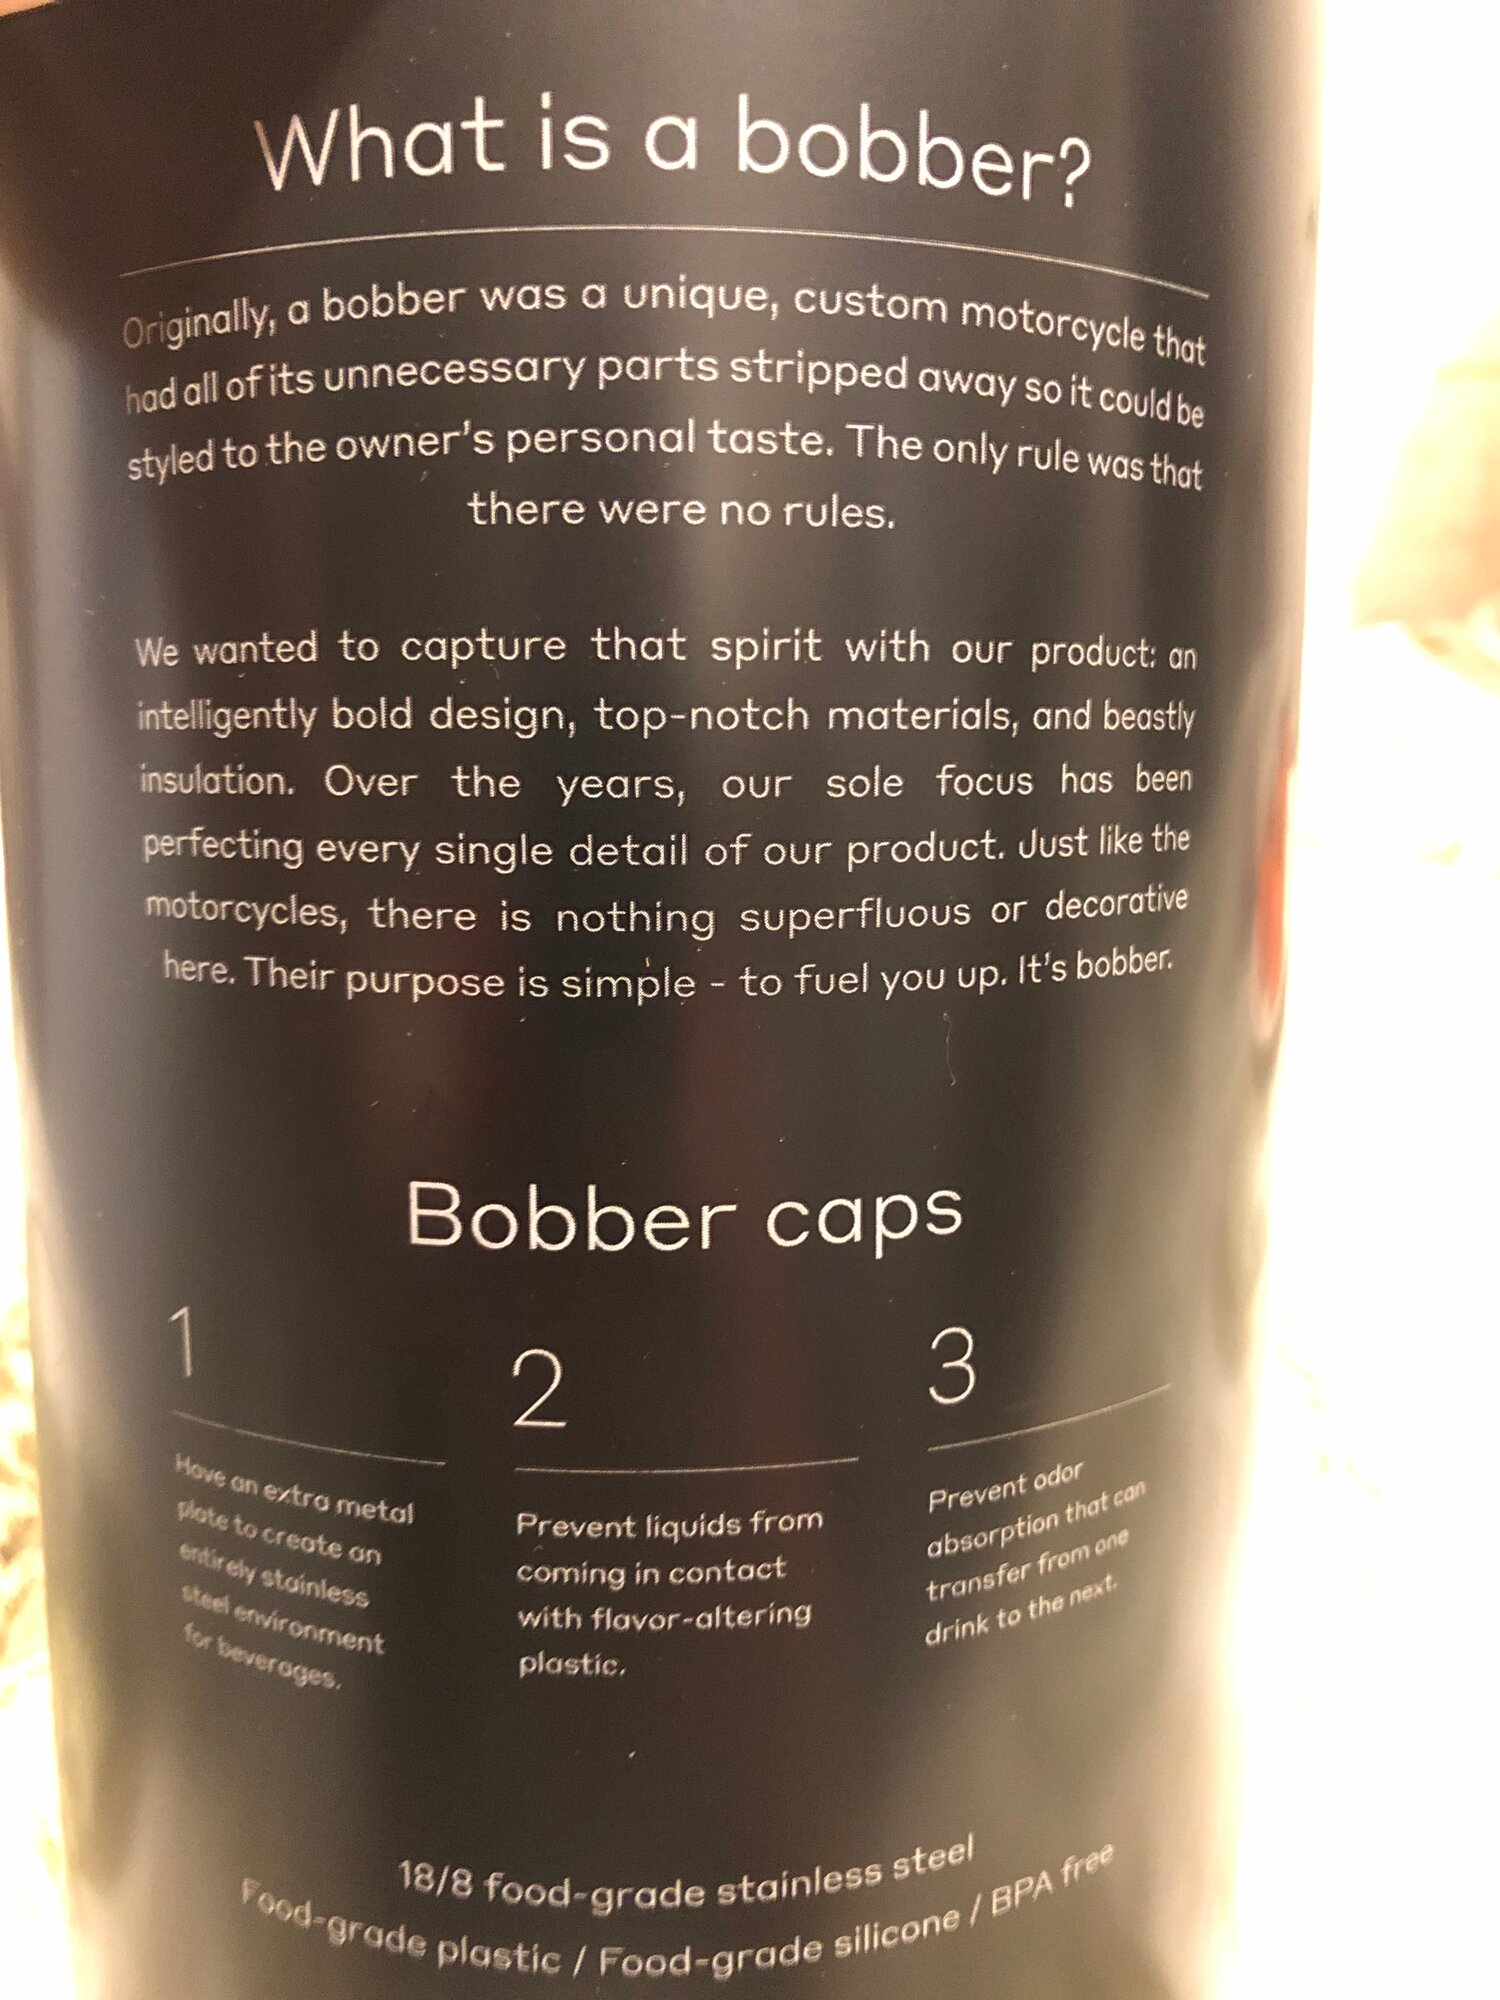 What is a bobber?
Originally, a bobber was a unique, custom motorcycle that
had all of its unnecessary parts stripped away so it could be
styled to the owner's personal taste. The only rule was that
there were no rules.
We wanted to capture that spirit with our product: an
intelligently bold design, top-notch materials, and beastly
insulation. Over the years, our sole focus has been
perfecting every single detail of our product. Just like the
motorcycles, there is nothing superfluous or decorative
here. Their purpose is simple - to fuel you up. It's bobber.
Bobber caps
1
Have an extra metal
plate to create an
entirely stainless
steel environment
for beverages.
2
Prevent liquids from
coming in contact
with flavor-altering
plastic.
3
Prevent odor
absorption that can
transfer from one
drink to the next.
18/8 food-grade stainless steel
Food-grade plastic / Food-grade silicone / BPA free